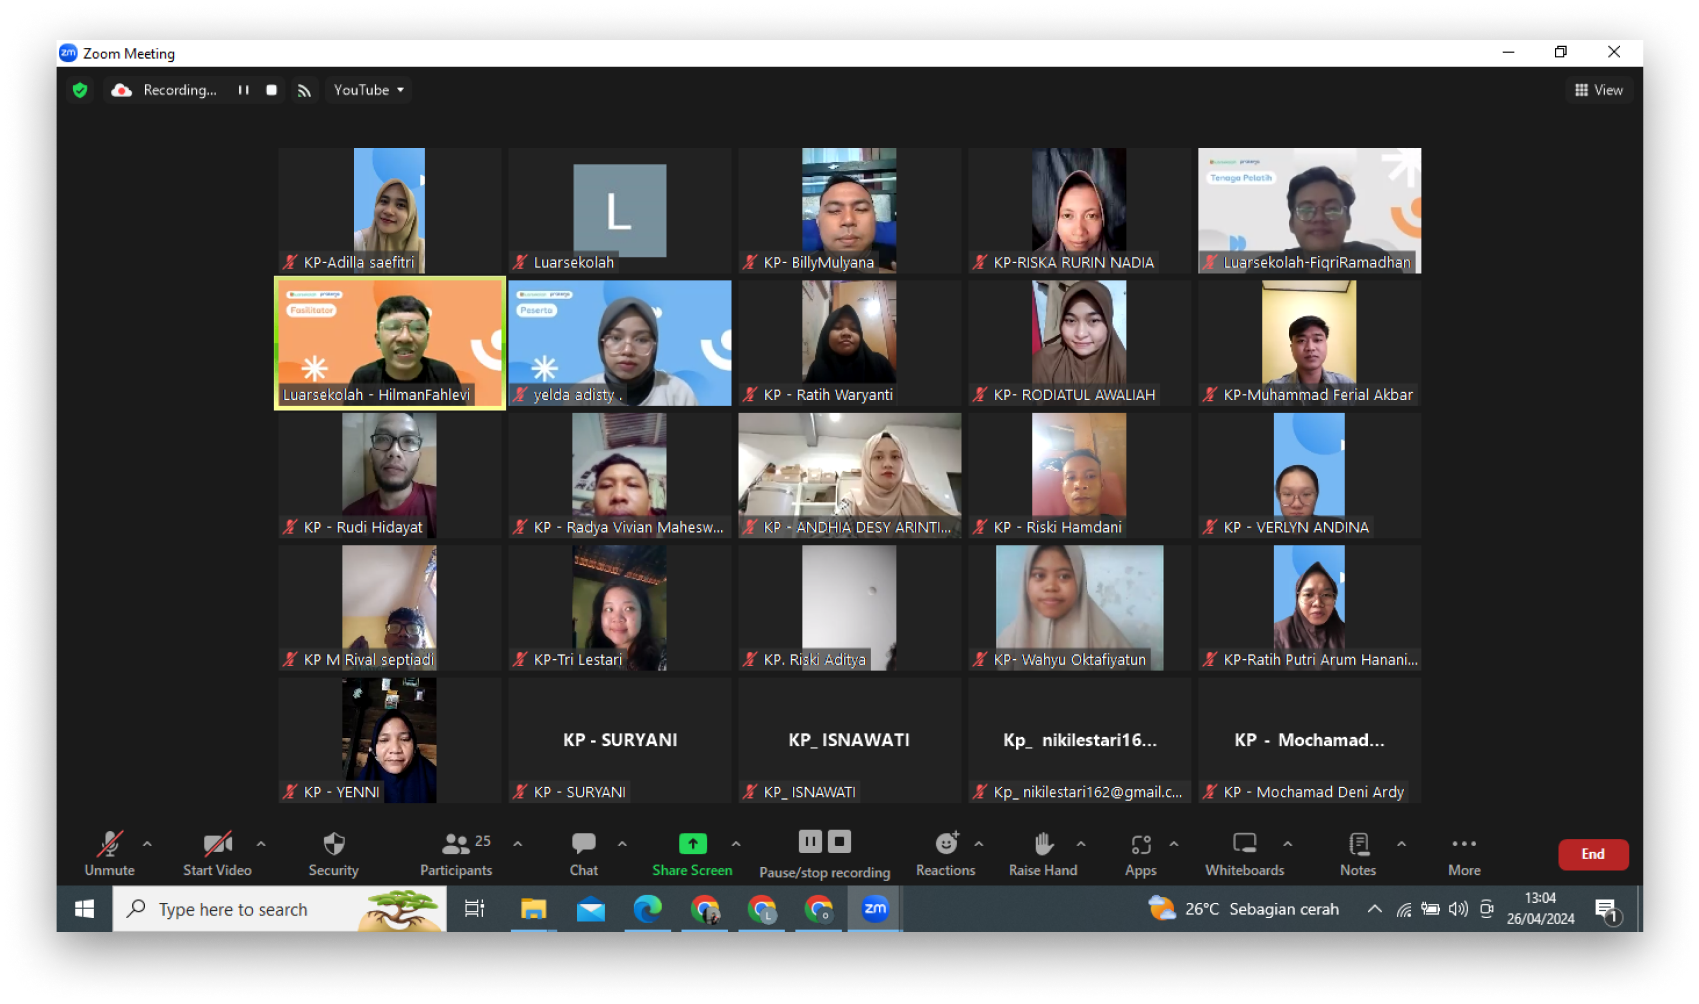 zm Zoom Meeting
Recording... YouTube View
KP-Adilla saefitri
L
Luarsekolah
KP- BillyMulyana
KP-RISKA RURIN NADIA
Tenaga Pelatih
Luarsekolah-FiqriRamadhan
Fasilitator
Luarsekolah - HilmanFahlevi
Peserta
yelda adisty .
KP - Ratih Waryanti
KP- RODIATUL AWALIAH
KP-Muhammad Ferial Akbar
KP - Rudi Hidayat
KP - Radya Vivian Mahesw...
KP - ANDHIA DESY ARINTI...
KP - Riski Hamdani
KP - VERLYN ANDINA
KP M Rival septiadi
KP-Tri Lestari
KP. Riski Aditya
KP- Wahyu Oktafiyatun
KP-Ratih Putri Arum Hanani...
KP - YENNI
KP - SURYANI
KP - SURYANI
KP_ ISNAWATI
KP_ ISNAWATI
Kp_ nikilestari16...
Kp_ nikilestari162@gmail.c...
KP - Mochamad...
KP - Mochamad Deni Ardy
25
Unmute Start Video Security Participants Chat Share Screen Pause/stop recording Reactions Raise Hand Apps Whiteboards Notes More End
Type here to search
L
zm
26°C Sebagian cerah
13:04
26/04/2024
1